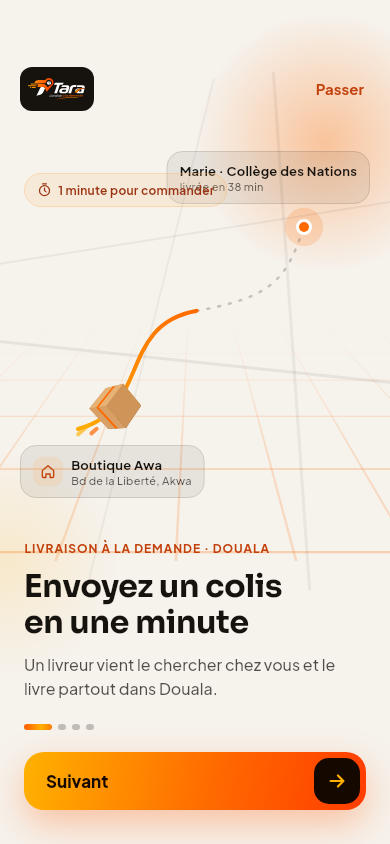 Tara
Passer
Marie · Collège des Nations
livrée en 38 min
1 minute pour commander
Boutique Awa
Bd de la Liberté, Akwa
LIVRAISON À LA DEMANDE · DOUALA
Envoyez un colis
en une minute
Un livreur vient le chercher chez vous et le
livre partout dans Douala.
Suivant